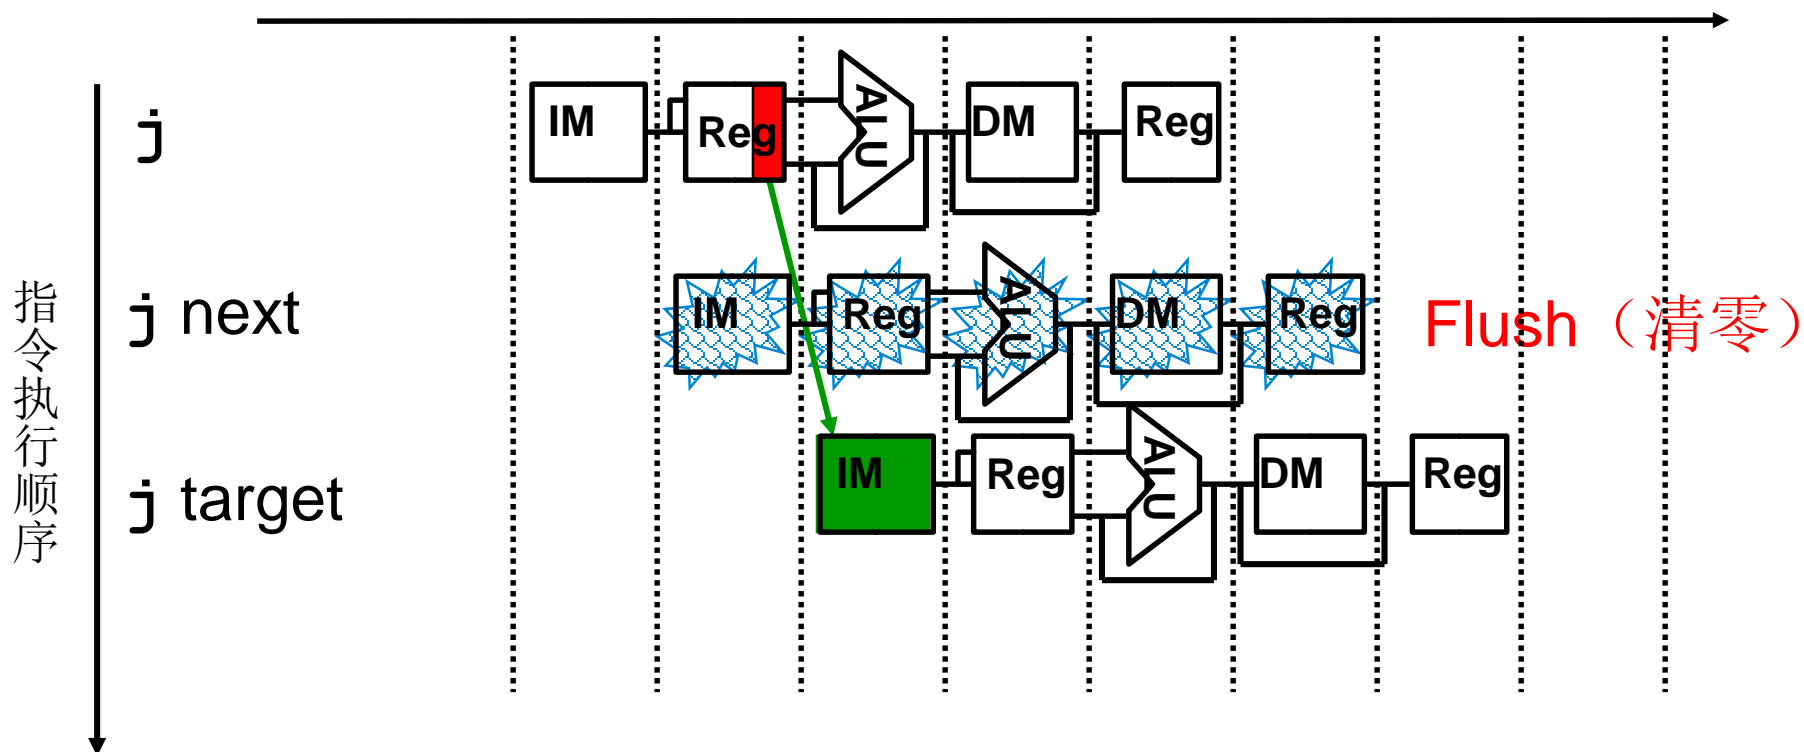 j
IM
Reg
ALU
DM
Reg
j next
IM
Reg
ALU
DM
Reg
Flush（清零）
j target
IM
Reg
ALU
DM
Reg
指令执行顺序